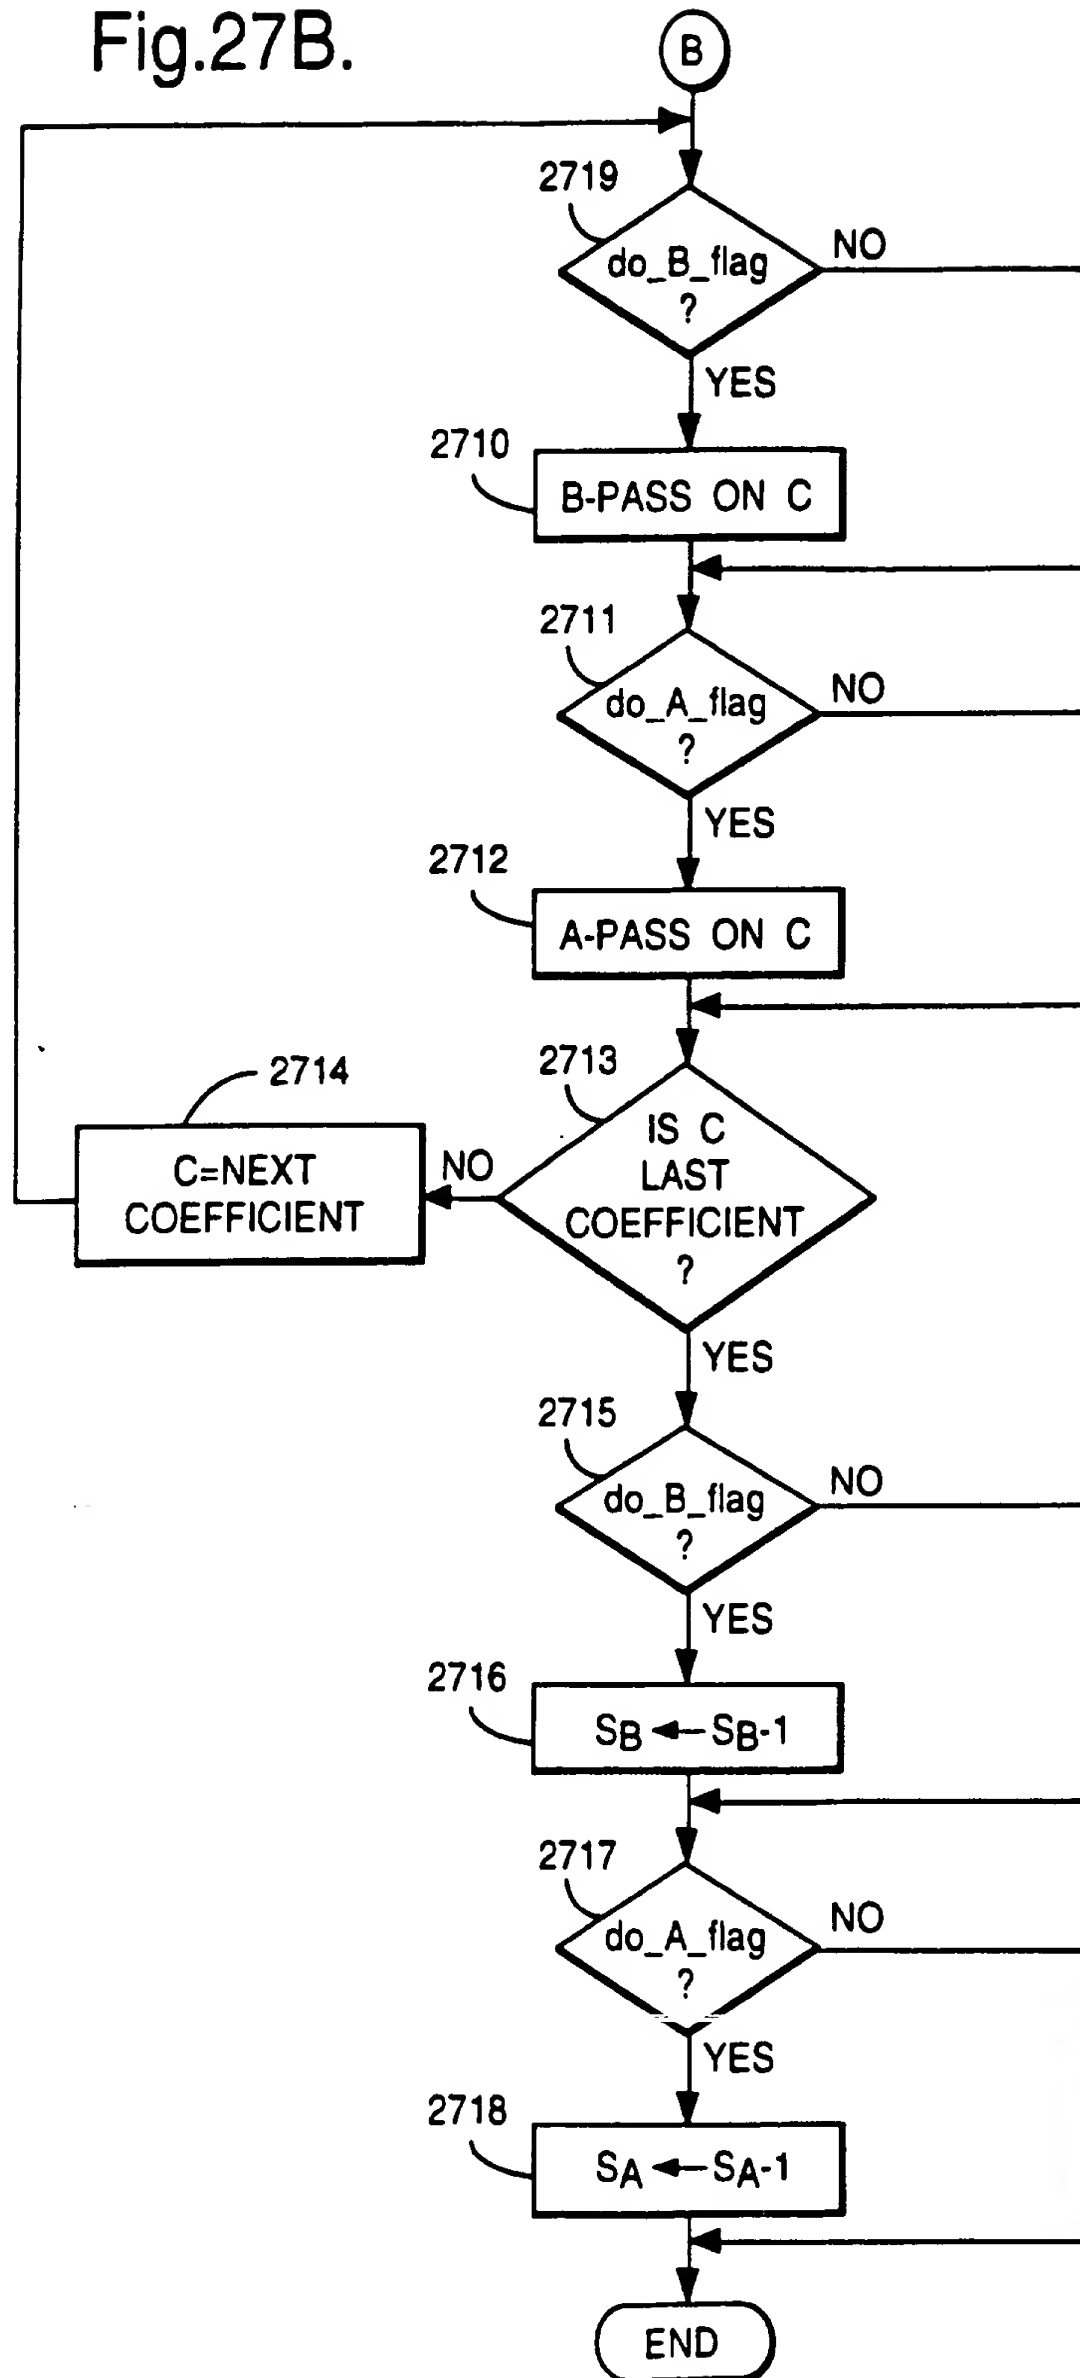 Fig.27B.
B
2719
do_B_flag
?
NO
YES
2710
B-PASS ON C
2711
do_A_flag
?
NO
YES
2712
A-PASS ON C
2713
IS C
LAST
COEFFICIENT
?
NO
2714
C=NEXT
COEFFICIENT
YES
2715
do_B_flag
?
NO
YES
2716
SB ← SB-1
2717
do_A_flag
?
NO
YES
2718
SA ← SA-1
END